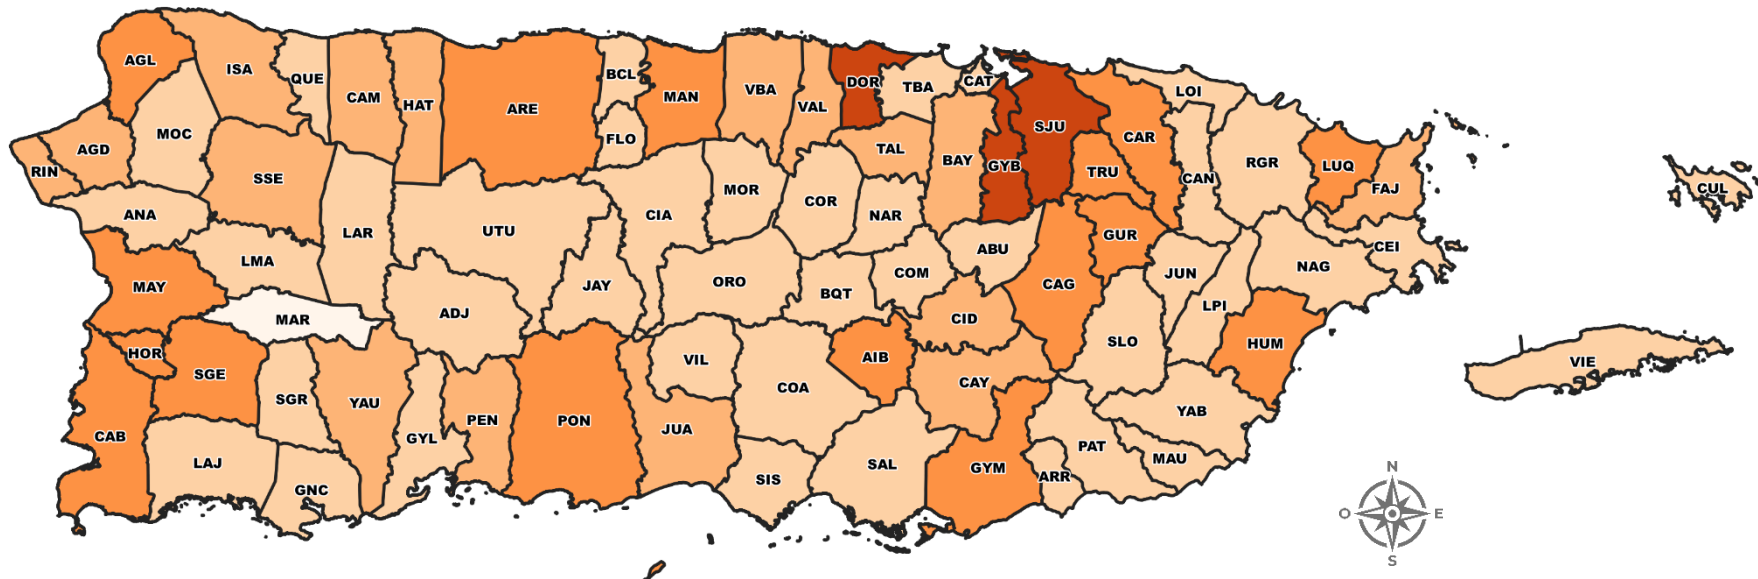 AGL
ISA
QUE
CAM
HAT
ARE
BCL
MAN
VBA
VAL
DOR
TBA
CAT
SJU
LOI
MOC
FLO
CAR
AGD
TAL
BAY
GYB
TRU
CAN
RGR
LUQ
FAJ
CUL
RIN
SSE
ANA
LAR
UTU
CIA
MOR
COR
NAR
ABU
GUR
CEI
LMA
MAY
JAY
ORO
BQT
COM
CAG
JUN
NAG
LPI
MAR
ADJ
CID
SLO
HUM
HOR
SGE
VIL
AIB
VIE
CAB
SGR
YAU
GYL
PEN
PON
JUA
COA
CAY
YAB
LAJ
GNC
SIS
SAL
GYM
ARR
PAT
MAU
N
O
E
S